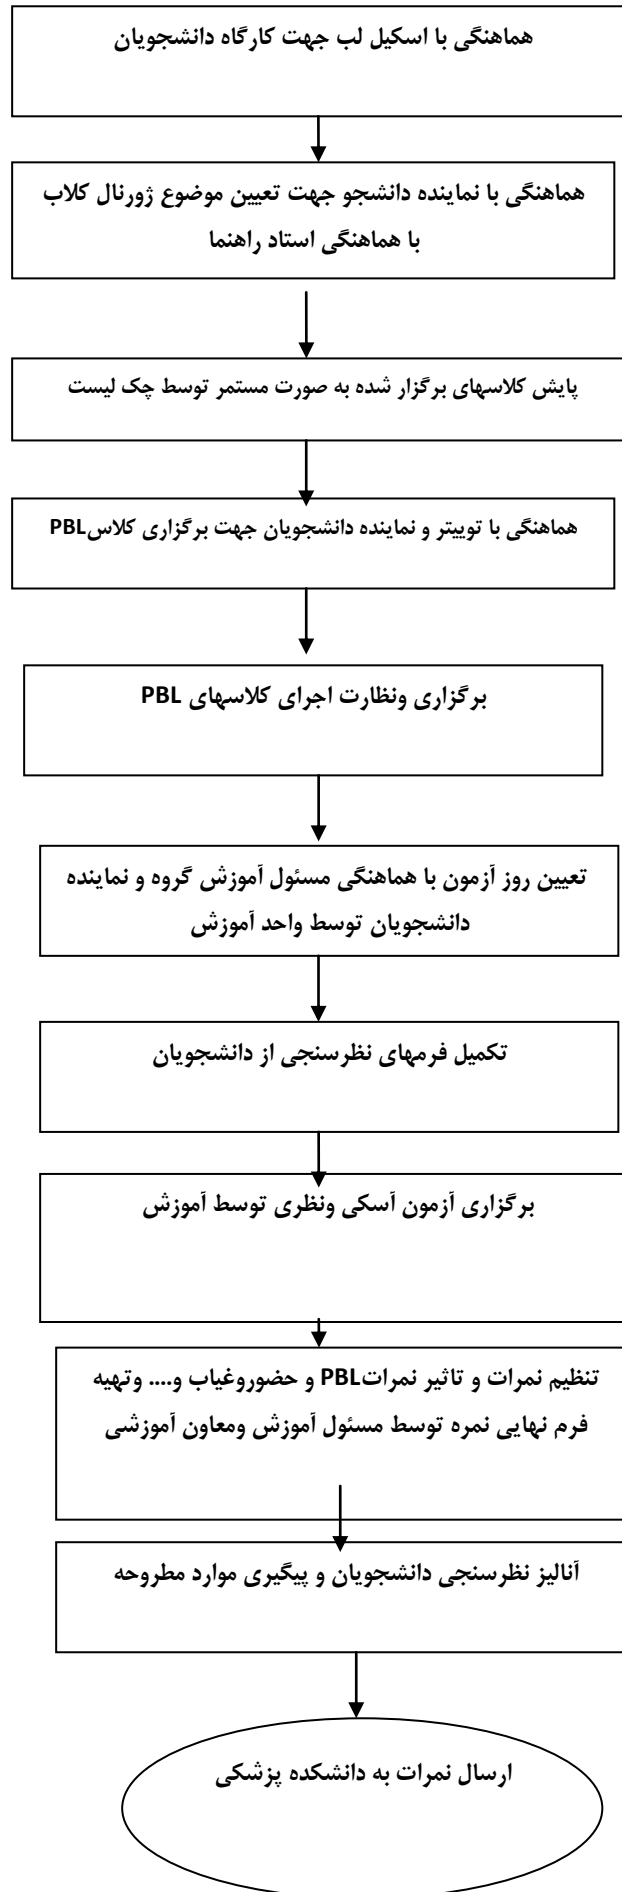 هماهنگی با اسکیل لب جهت کارگاه دانشجویان
هماهنگی با نماینده دانشجو جهت تعیین موضوع ژورنال کلاب
با هماهنگی استاد راهنما
پایش کلاسهای برگزار شده به صورت مستمر توسط چک لیست
هماهنگی با توییتر و نماینده دانشجویان جهت برگزاری کلاسPBL
برگزاری ونظارت اجرای کلاسهای PBL
تعیین روز آزمون با هماهنگی مسئول آموزش گروه و نماینده
دانشجویان توسط واحد آموزش
تکمیل فرمهای نظرسنجی از دانشجویان
برگزاری آزمون آسکی ونظری توسط آموزش
تنظیم نمرات و تاثیر نمراتPBL و حضوروغیاب و.... وتهیه
فرم نهایی نمره توسط مسئول آموزش ومعاون آموزشی
آنالیز نظرسنجی دانشجویان و پیگیری موارد مطروحه
ارسال نمرات به دانشکده پزشکی